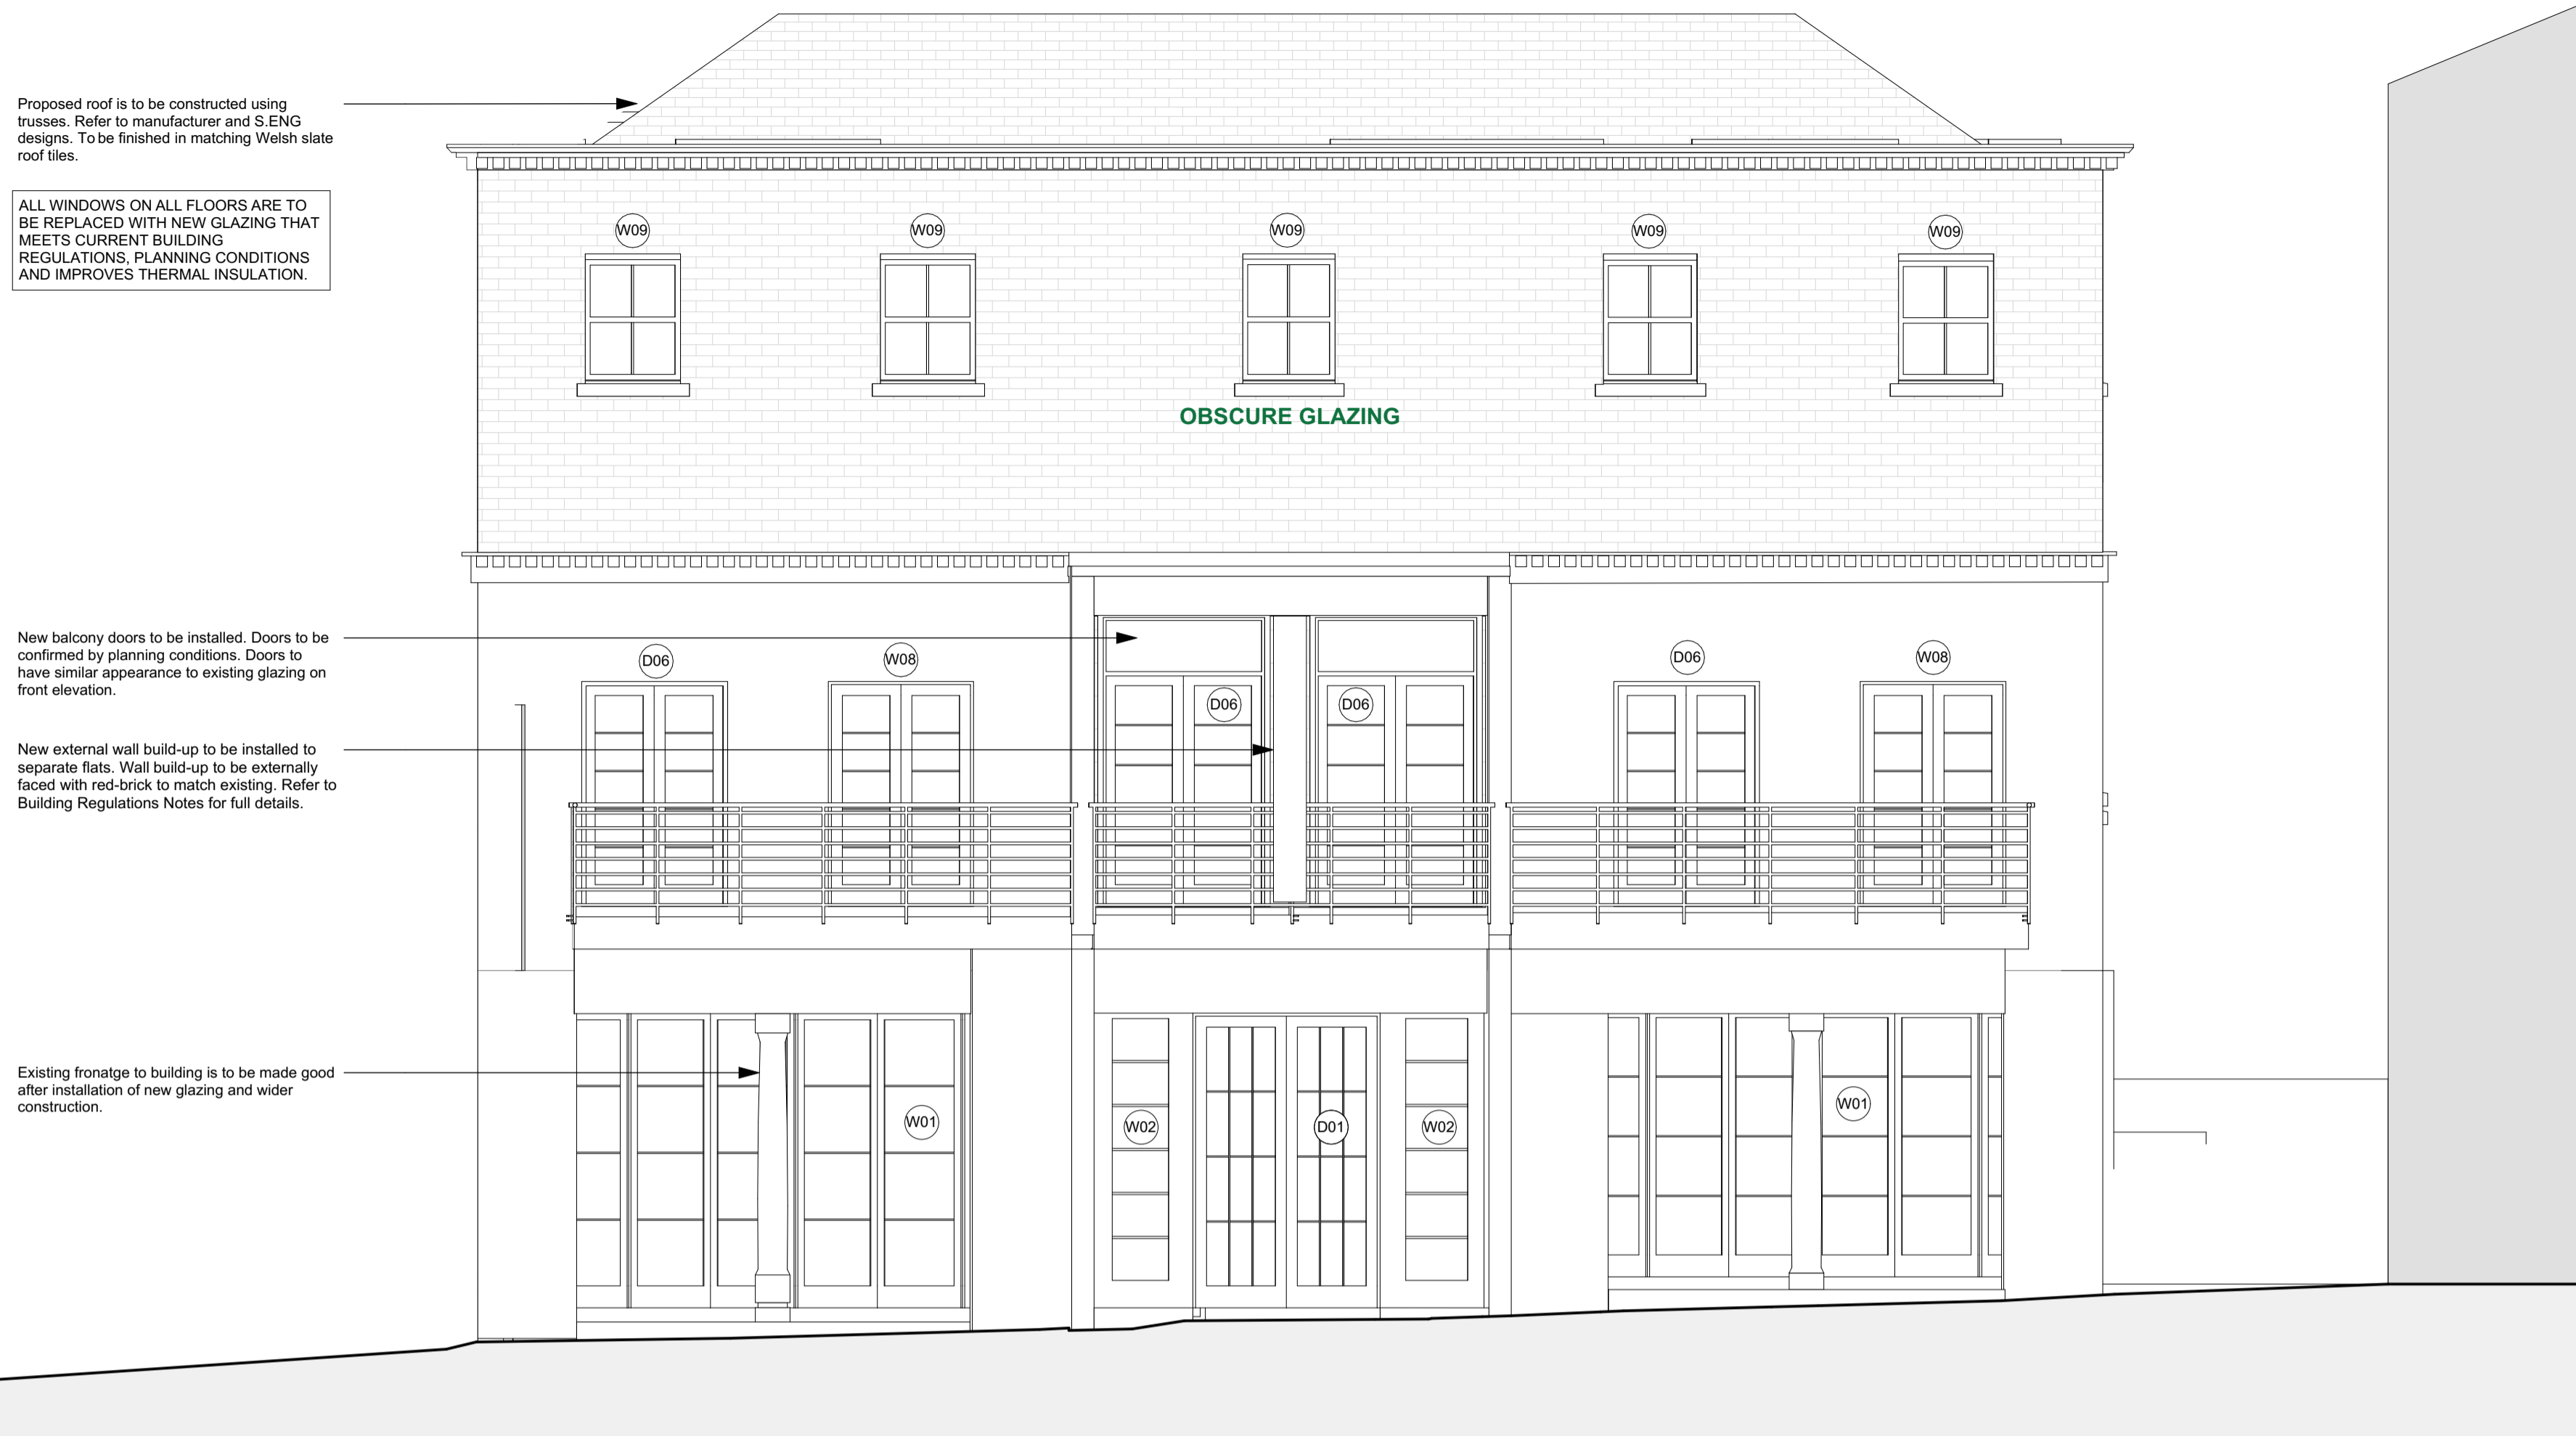 Proposed roof is to be constructed using
trusses. Refer to manufacturer and S.ENG
designs. To be finished in matching Welsh slate
roof tiles.
ALL WINDOWS ON ALL FLOORS ARE TO
BE REPLACED WITH NEW GLAZING THAT
MEETS CURRENT BUILDING
REGULATIONS, PLANNING CONDITIONS
AND IMPROVES THERMAL INSULATION.
W09
W09
W09
W09
W09
OBSCURE GLAZING
New balcony doors to be installed. Doors to be
confirmed by planning conditions. Doors to
have similar appearance to existing glazing on
front elevation.
D06
W08
D06
D06
D06
W08
New external wall build-up to be installed to
separate flats. Wall build-up to be externally
faced with red-brick to match existing. Refer to
Building Regulations Notes for full details.
Existing fronatge to building is to be made good
after installation of new glazing and wider
construction.
W01
W02
D01
W02
W01